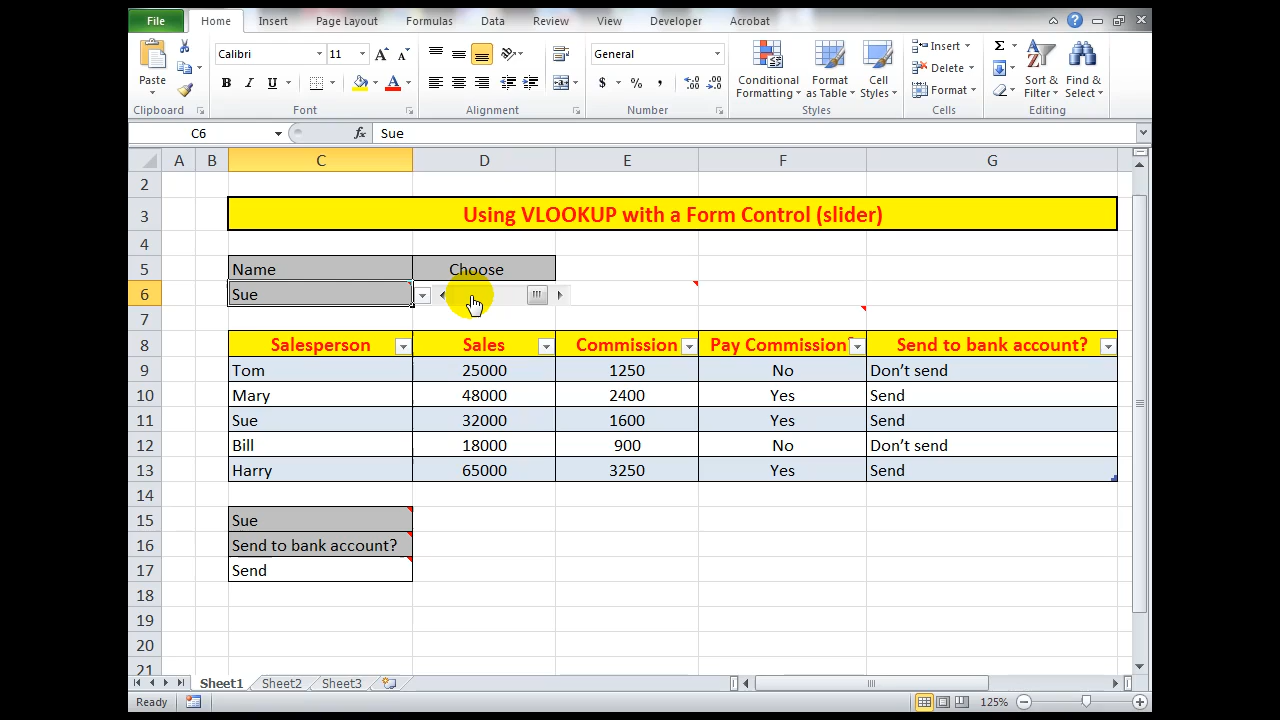 File Home Insert Page Layout Formulas Data Review View Developer Acrobat
Calibri 11 General Insert
Paste B I U A $ % , Conditional Formatting Format as Table Cell Styles Delete Format Sort & Filter Find & Select
Clipboard Font Alignment Number Styles Cells Editing
C6 fx Sue
A B C D E F G
2
3 Using VLOOKUP with a Form Control (slider)
4
5 Name Choose
6 Sue
7
8 Salesperson Sales Commission Pay Commission Send to bank account?
9 Tom 25000 1250 No Don't send
10 Mary 48000 2400 Yes Send
11 Sue 32000 1600 Yes Send
12 Bill 18000 900 No Don't send
13 Harry 65000 3250 Yes Send
14
15 Sue
16 Send to bank account?
17 Send
18
19
20
21
Sheet1 Sheet2 Sheet3
Ready 125%